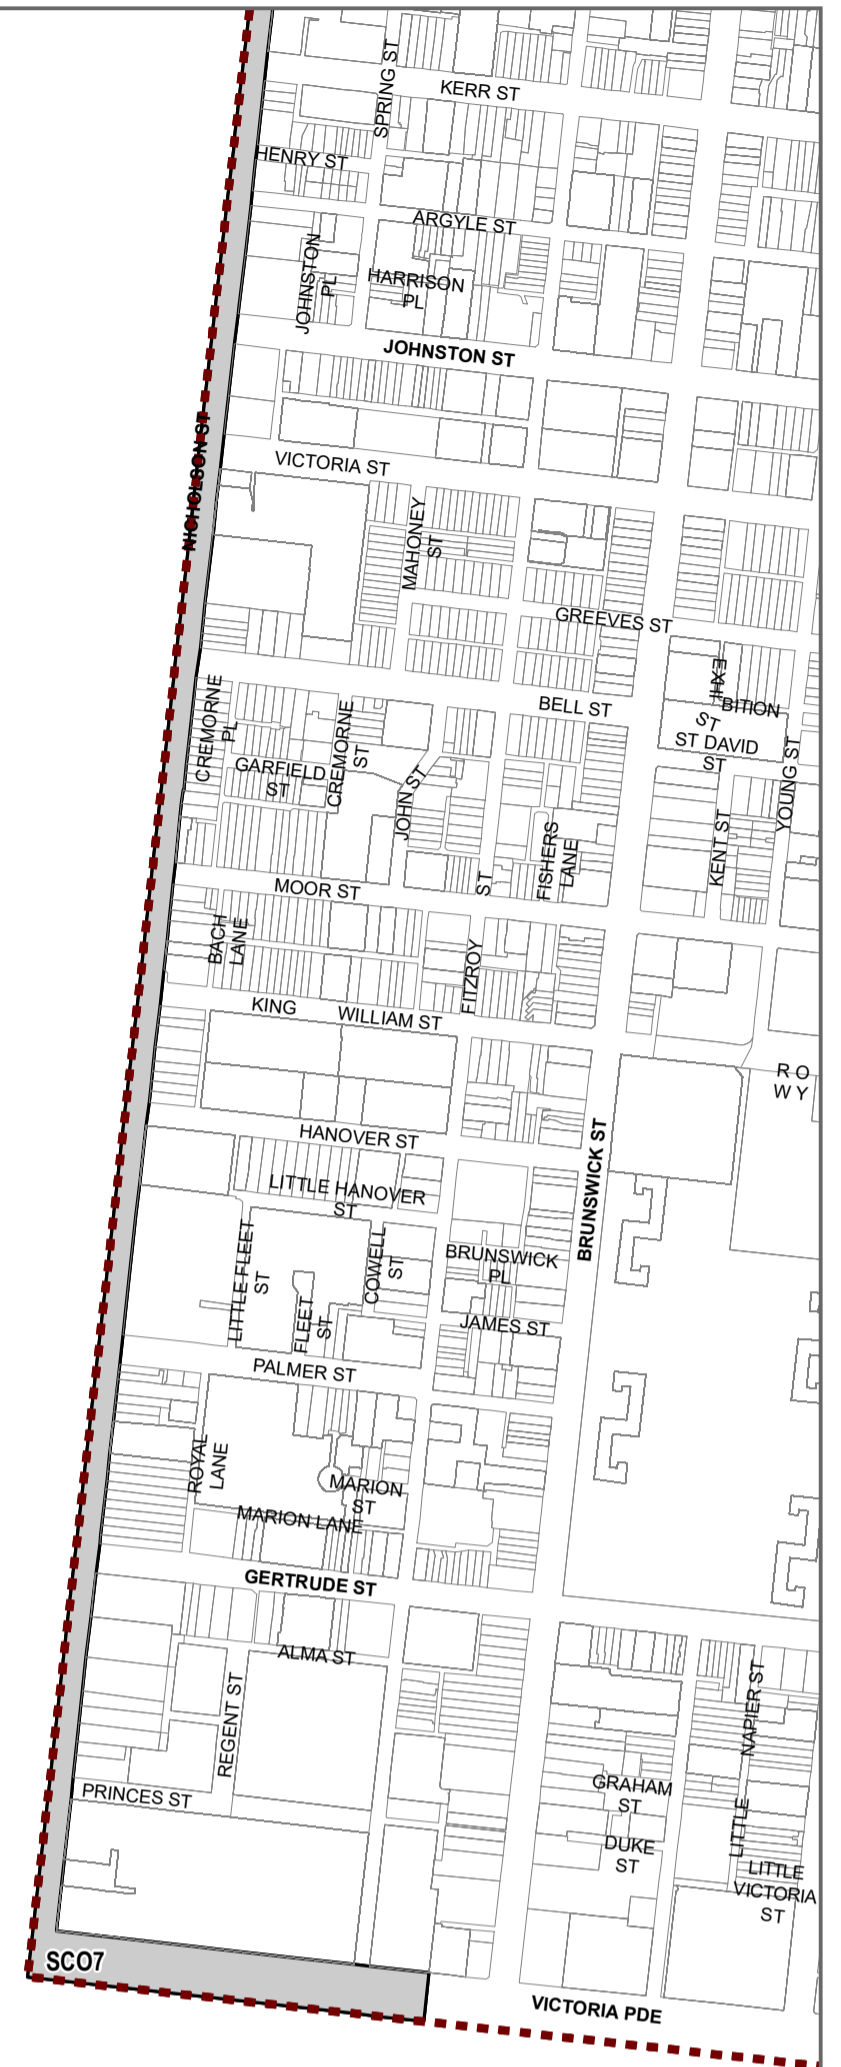 SPRING ST
KERR ST
HENRY ST
ARGYLE ST
JOHNSTON
PL
HARRISON
PL
JOHNSTON ST
NICHOLSON ST
VICTORIA ST
MAHONEY
ST
GREEVES ST
EXHI
BITION
ST
BELL ST
ST DAVID
ST
CREMORNE
PL
CREMORNE
ST
GARFIELD
ST
JOHN ST
YOUNG ST
KENT ST
FISHERS
LANE
MOOR ST
ST
FITZROY
BACH
LANE
KING
WILLIAM ST
R O
W Y
HANOVER ST
BRUNSWICK ST
LITTLE HANOVER
ST
LITTLE FLEET
ST
COWELL
ST
BRUNSWICK
PL
FLEET
ST
JAMES ST
PALMER ST
ROYAL
LANE
MARION
ST
MARION LANE
GERTRUDE ST
ALMA ST
REGENT ST
NAPIER ST
LITTLE
PRINCES ST
GRAHAM
ST
DUKE
ST
LITTLE
VICTORIA
ST
SCO7
VICTORIA PDE